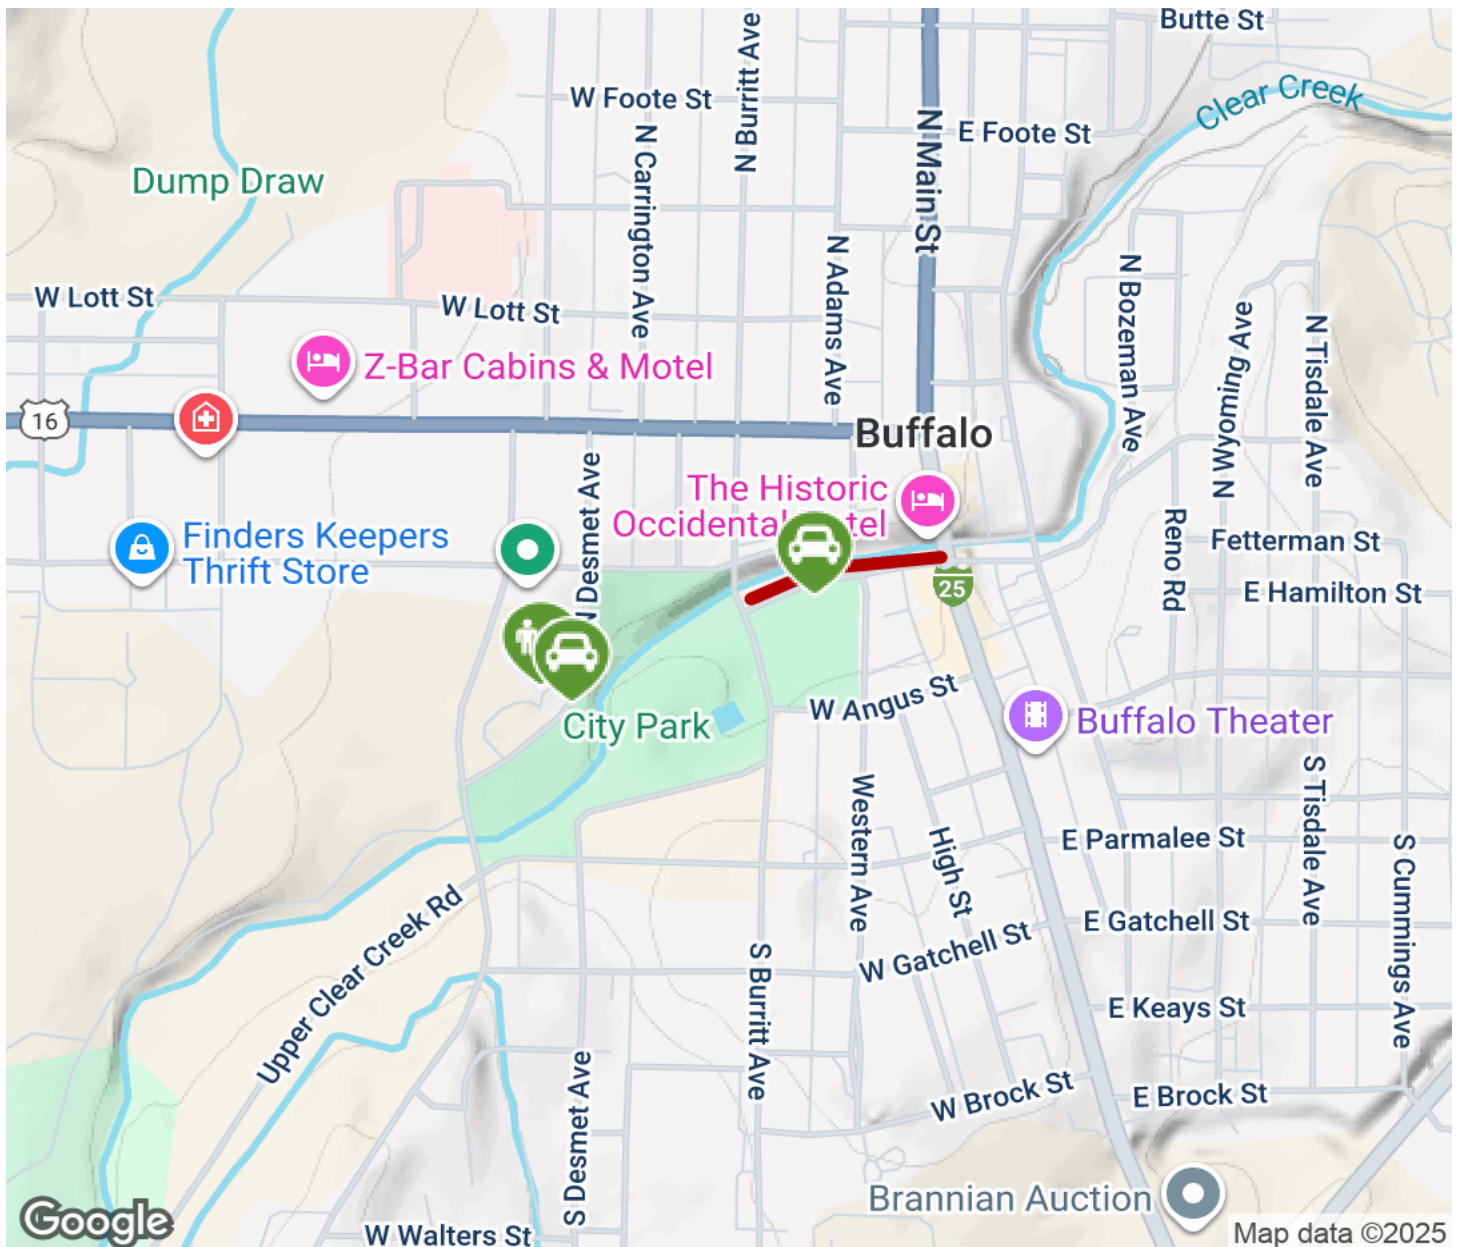 Butte St
Clear Creek
W Foote St
N Burritt Ave
E Foote St
N Main St
N Carrington Ave
Dump Draw
N Adams Ave
N Bozeman Ave
W Lott St
W Lott St
N Wyoming Ave
N Tisdale Ave
Z-Bar Cabins & Motel
16
Buffalo
N Desmet Ave
The Historic
Occidental
tel
Finders Keepers
Thrift Store
Reno Rd
Fetterman St
25
E Hamilton St
W Angus St
City Park
Buffalo Theater
Western Ave
S Tisdale Ave
High St
E Parmalee St
S Cummings Ave
Upper Clear Creek Rd
E Gatchell St
W Gatchell St
S Burritt Ave
E Keays St
S Desmet Ave
W Brock St
E Brock St
Brannian Auction
Google
W Walters St
Map data ©2025